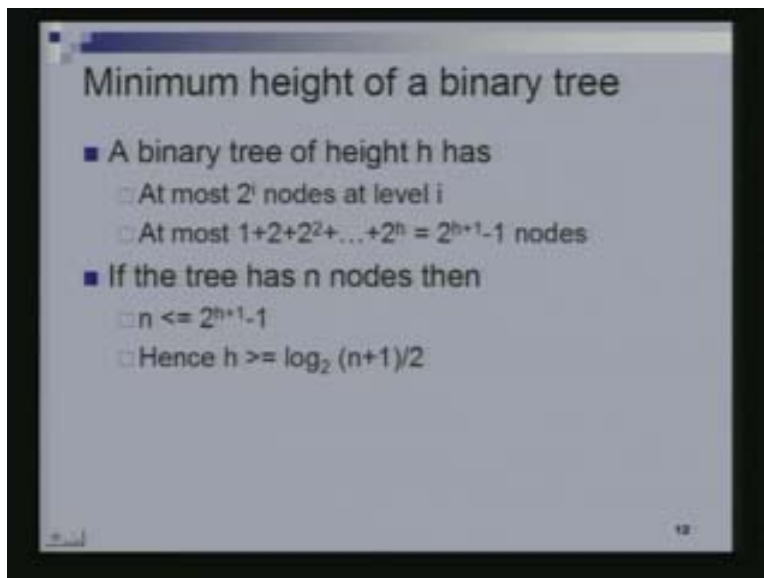 Minimum height of a binary tree
A binary tree of height h has
At most 2ⁱ nodes at level i
At most 1+2+2²+…+2ʰ = 2ʰ⁺¹-1 nodes
If the tree has n nodes then
n <= 2ʰ⁺¹-1
Hence h >= log₂ (n+1)/2
12